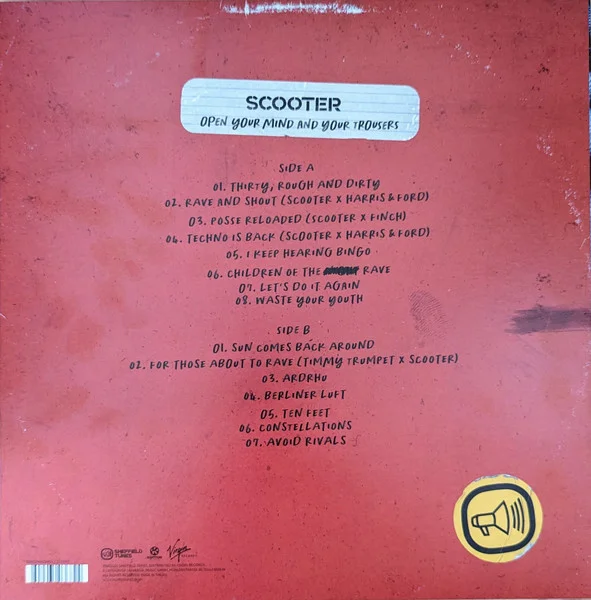 SCOOTER
OPEN YOUR MIND AND YOUR TROUSERS
SIDE A
01. THIRTY, ROUGH AND DIRTY
02. RAVE AND SHOUT (SCOOTER X HARRIS & FORD)
03. POSSE RELOADED (SCOOTER X FINCH)
04. TECHNO IS BACK (SCOOTER X HARRIS & FORD)
05. I KEEP HEARING BINGO
06. CHILDREN OF THE RAVE
07. LET'S DO IT AGAIN
08. WASTE YOUR YOUTH
SIDE B
01. SUN COMES BACK AROUND
02. FOR THOSE ABOUT TO RAVE (TIMMY TRUMPET X SCOOTER)
03. ARDRHU
04. BERLINER LUFT
05. TEN FEET
06. CONSTELLATIONS
07. AVOID RIVALS
SHEFFIELD
TUNES
Virgin